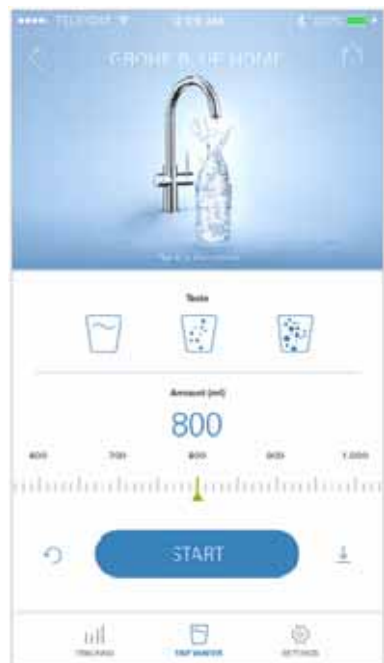 GROHE BLUE HOME
Taste
Amount (ml)
800
600 700 800 900 1.000
START
TRACKING TAP WATER SETTINGS